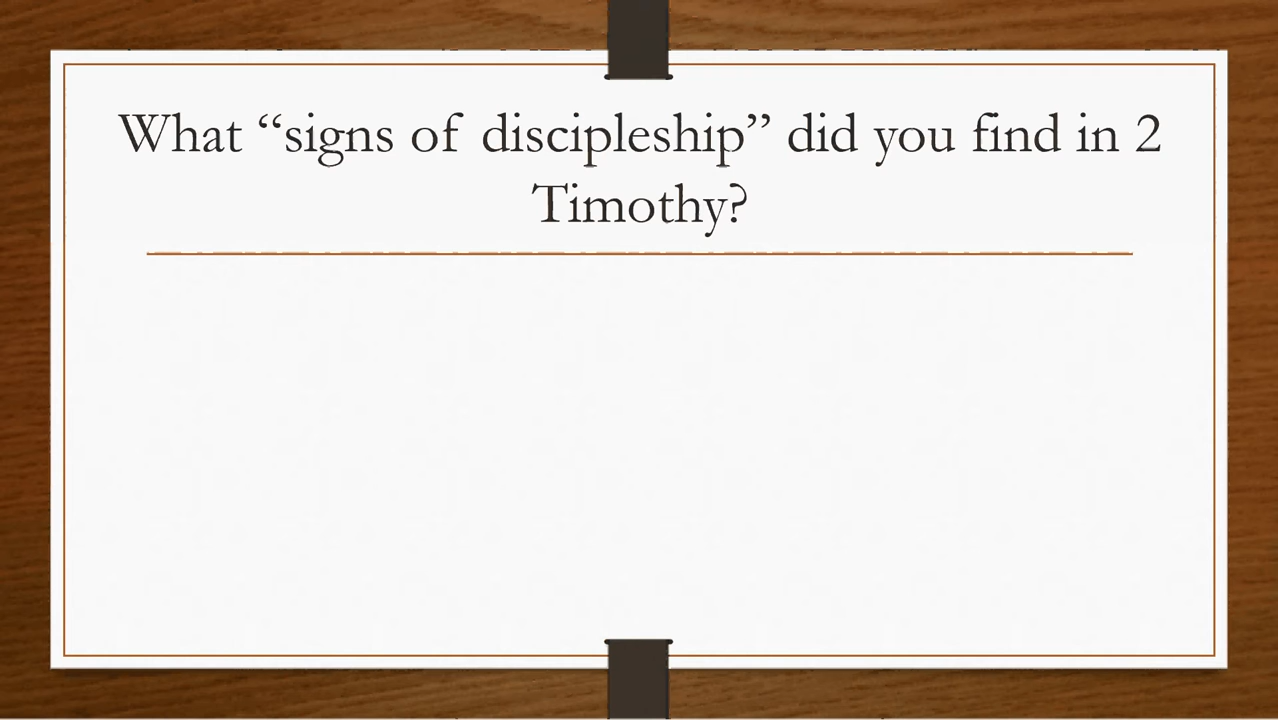 What “signs of discipleship” did you find in 2
Timothy?